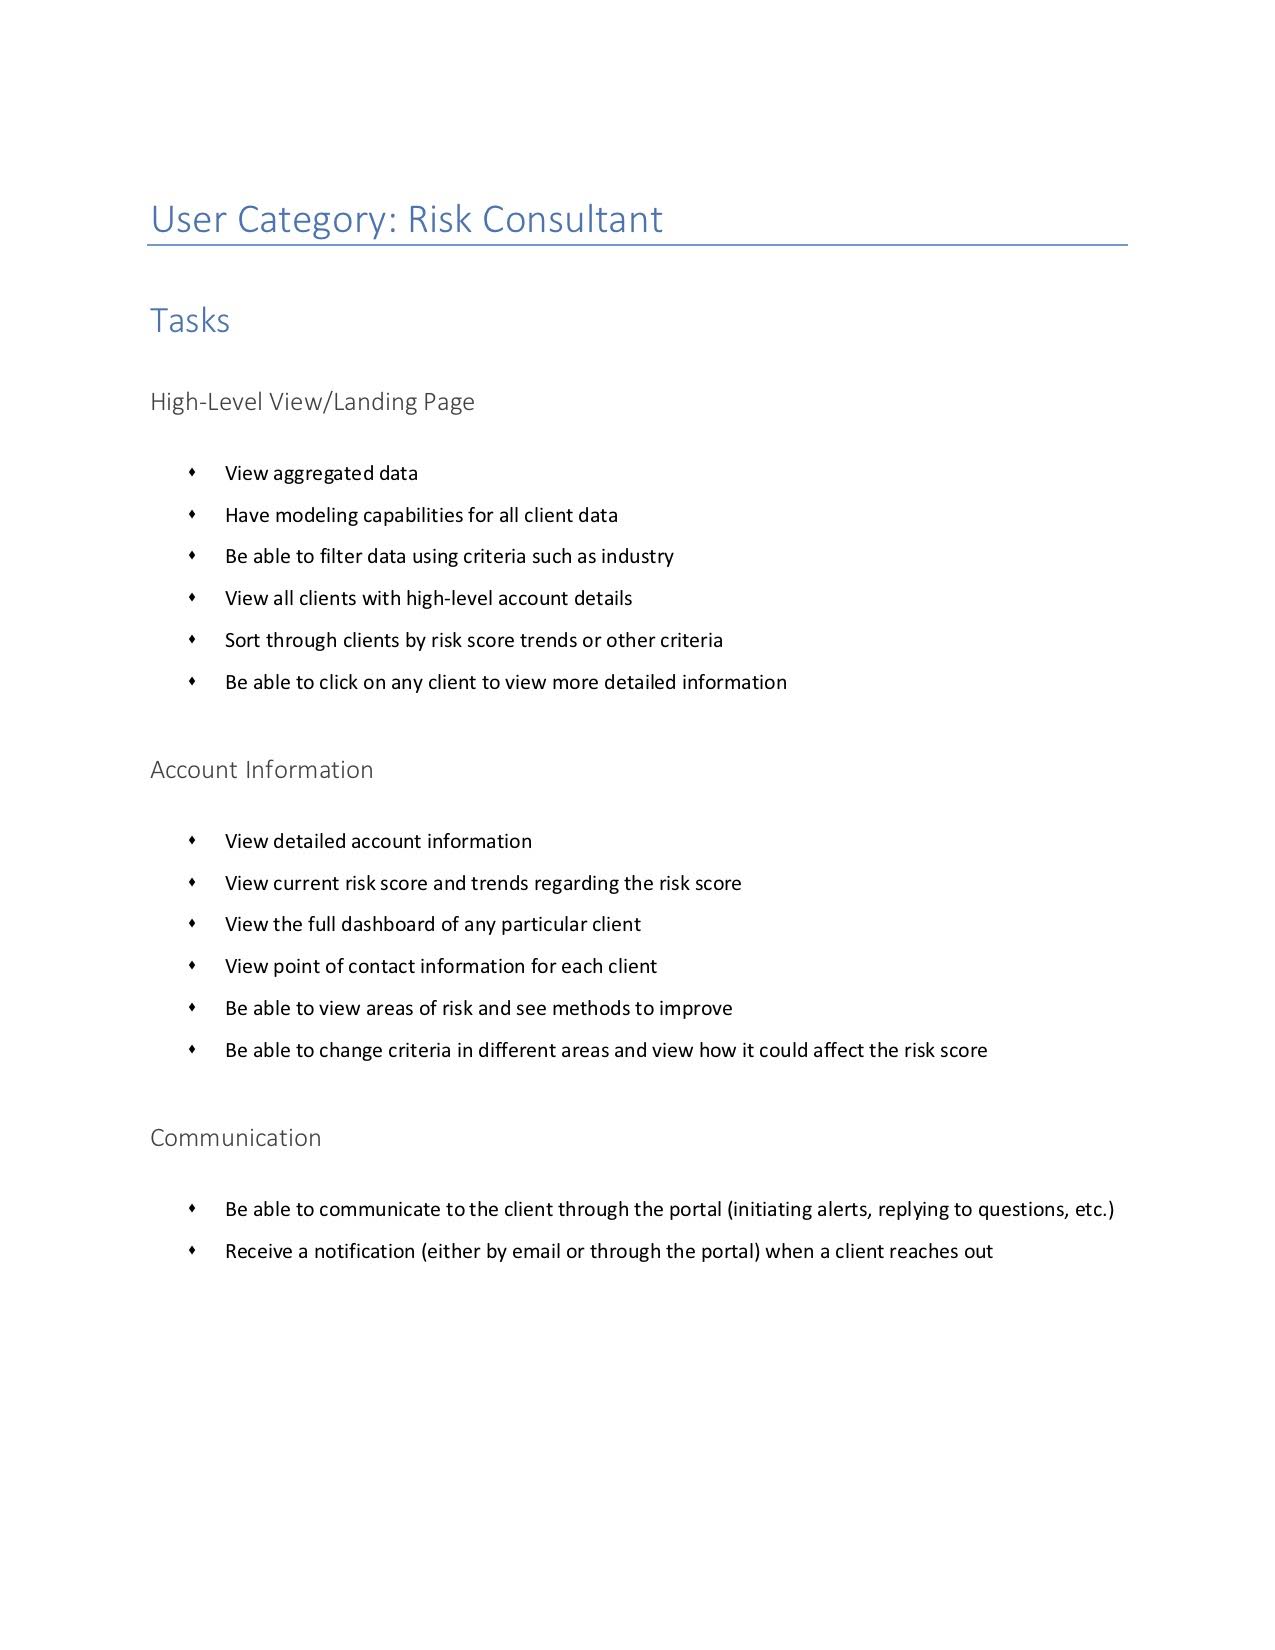 User Category: Risk Consultant
Tasks
High-Level View/Landing Page
♦ View aggregated data
♦ Have modeling capabilities for all client data
♦ Be able to filter data using criteria such as industry
♦ View all clients with high-level account details
♦ Sort through clients by risk score trends or other criteria
♦ Be able to click on any client to view more detailed information
Account Information
♦ View detailed account information
♦ View current risk score and trends regarding the risk score
♦ View the full dashboard of any particular client
♦ View point of contact information for each client
♦ Be able to view areas of risk and see methods to improve
♦ Be able to change criteria in different areas and view how it could affect the risk score
Communication
♦ Be able to communicate to the client through the portal (initiating alerts, replying to questions, etc.)
♦ Receive a notification (either by email or through the portal) when a client reaches out